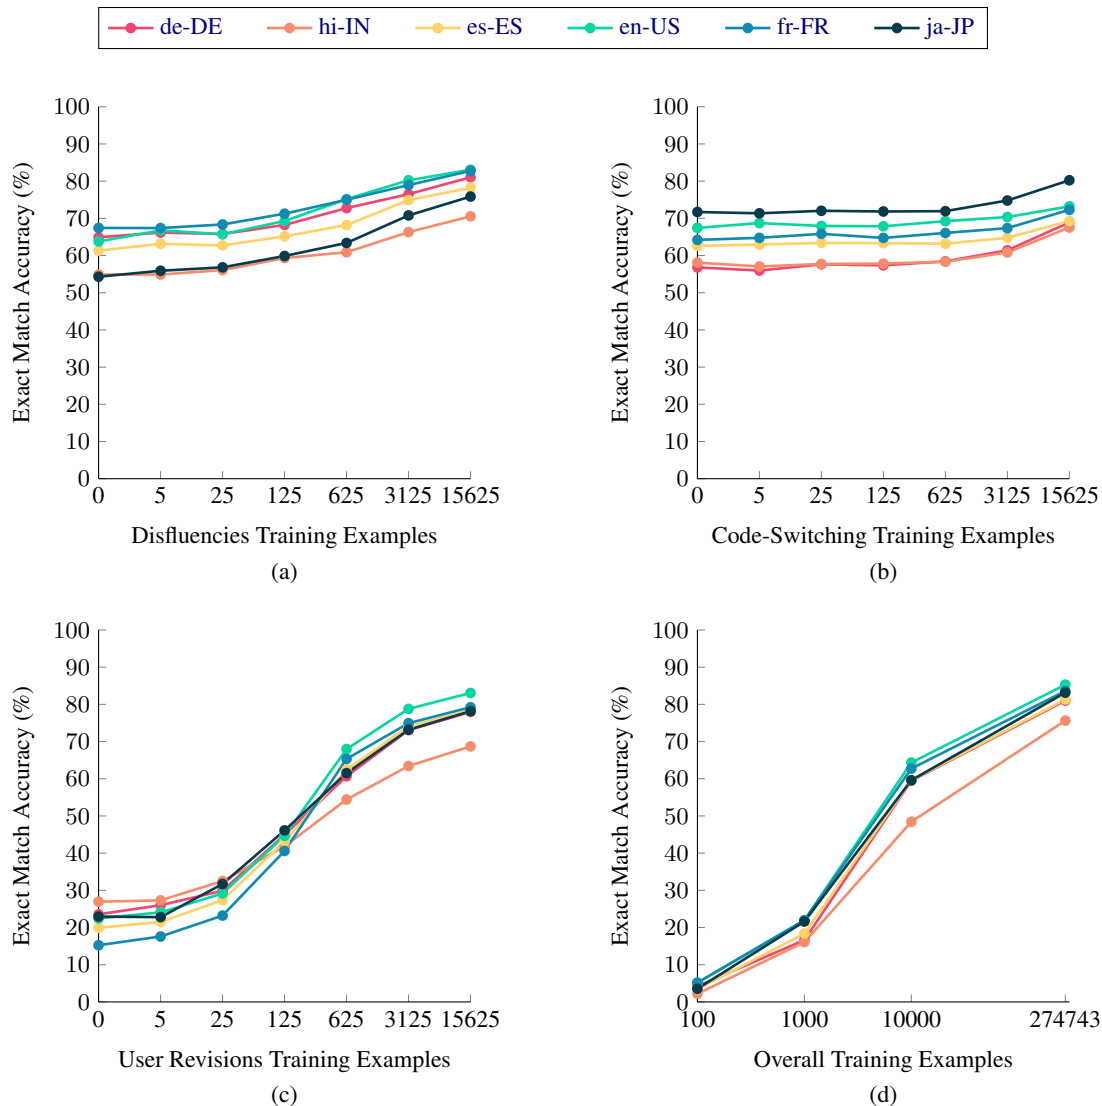 de-DE hi-IN es-ES en-US fr-FR ja-JP
100
90
80
70
60
50
40
30
20
10
0
Exact Match Accuracy (%)
0 5 25 125 625 3125 15625
Disfluencies Training Examples
(a)
100
90
80
70
60
50
40
30
20
10
0
Exact Match Accuracy (%)
0 5 25 125 625 3125 15625
Code-Switching Training Examples
(b)
100
90
80
70
60
50
40
30
20
10
0
Exact Match Accuracy (%)
0 5 25 125 625 3125 15625
User Revisions Training Examples
(c)
100
90
80
70
60
50
40
30
20
10
0
Exact Match Accuracy (%)
100 1000 10000 274743
Overall Training Examples
(d)